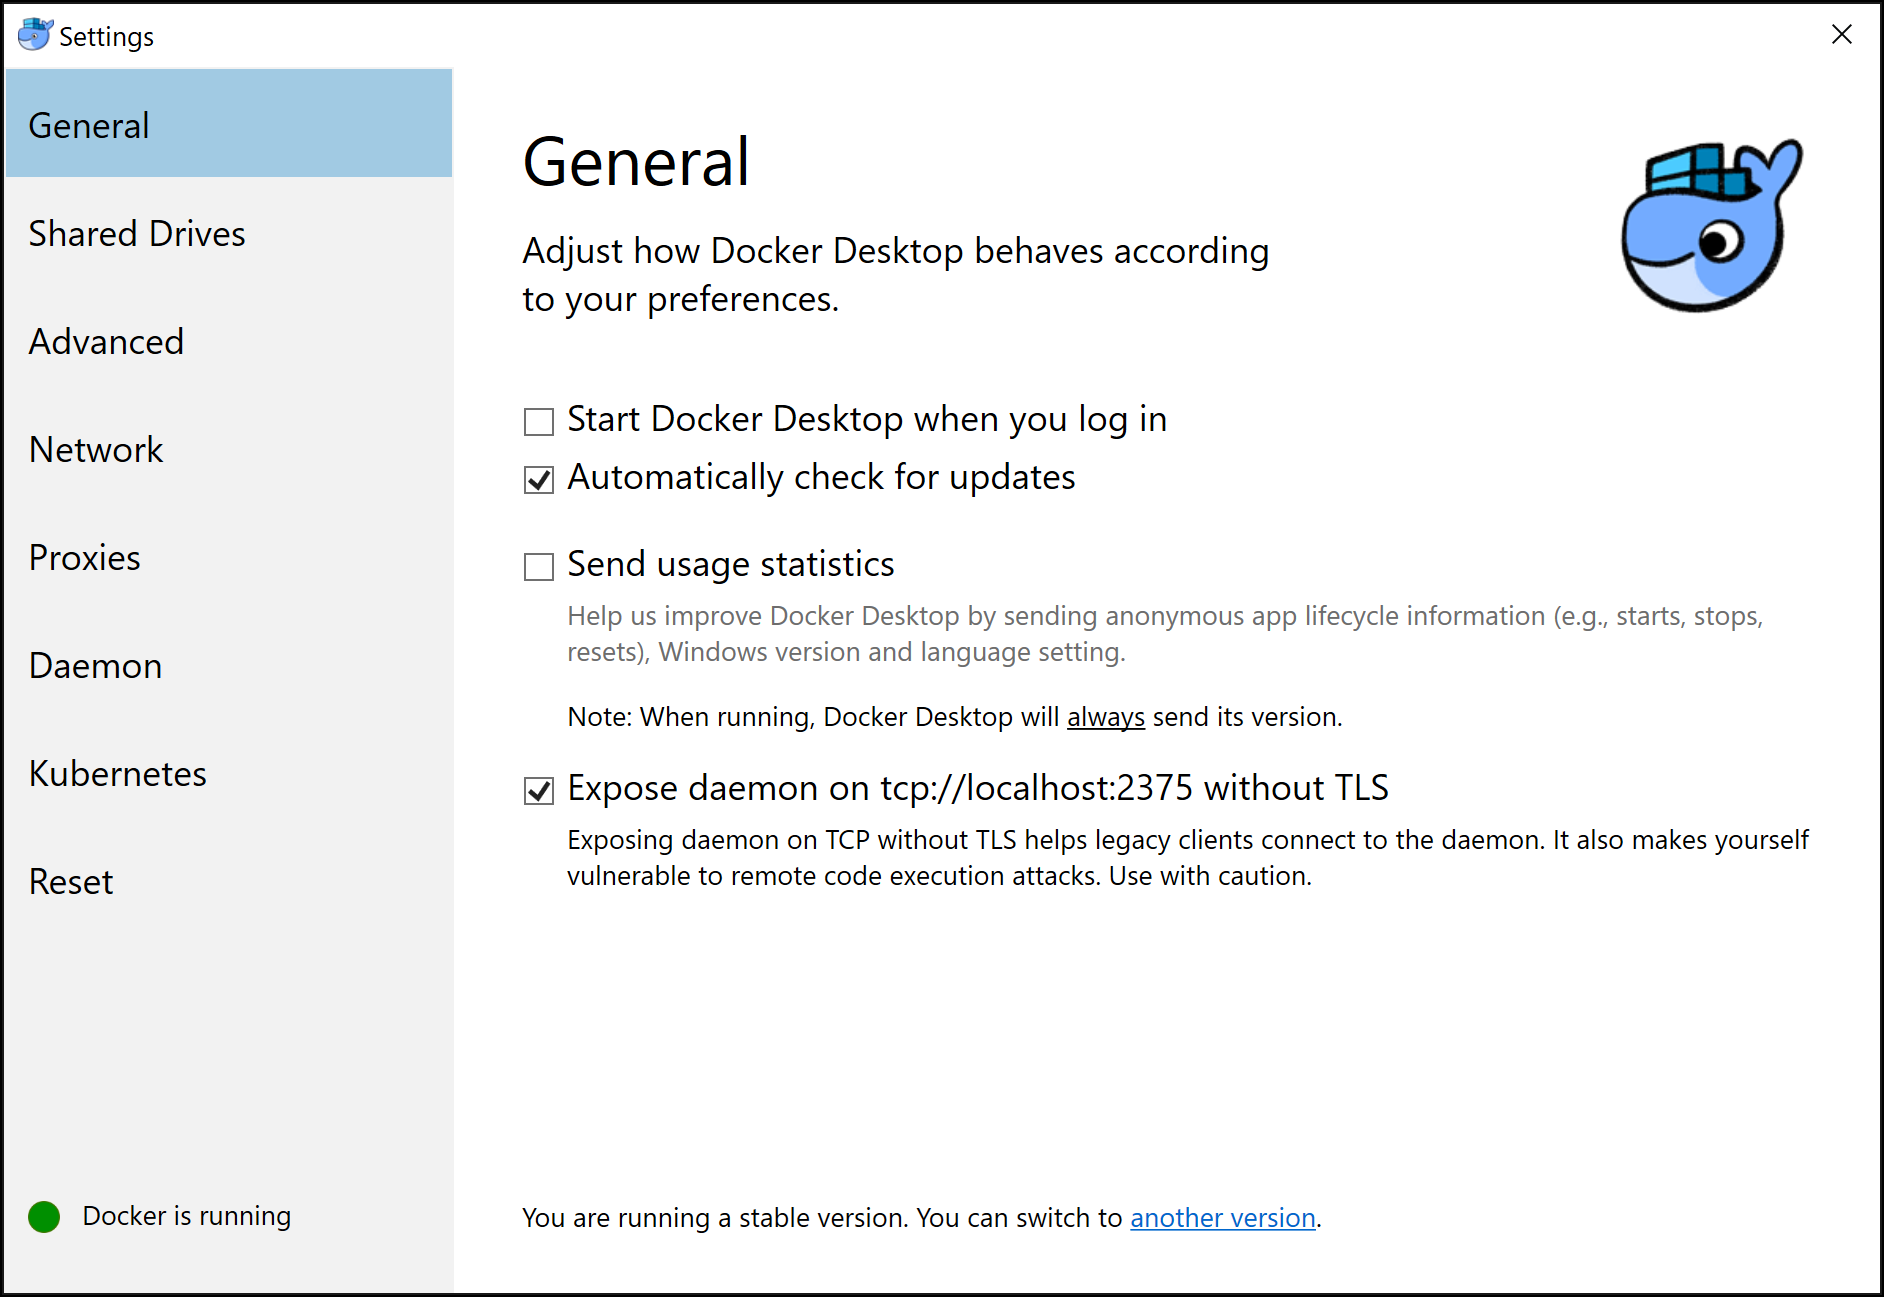 Settings
General
Shared Drives
Advanced
Network
Proxies
Daemon
Kubernetes
Reset
Docker is running
General
Adjust how Docker Desktop behaves according
to your preferences.
Start Docker Desktop when you log in
Automatically check for updates
Send usage statistics
Help us improve Docker Desktop by sending anonymous app lifecycle information (e.g., starts, stops,
resets), Windows version and language setting.
Note: When running, Docker Desktop will always send its version.
Expose daemon on tcp://localhost:2375 without TLS
Exposing daemon on TCP without TLS helps legacy clients connect to the daemon. It also makes yourself
vulnerable to remote code execution attacks. Use with caution.
You are running a stable version. You can switch to another version.